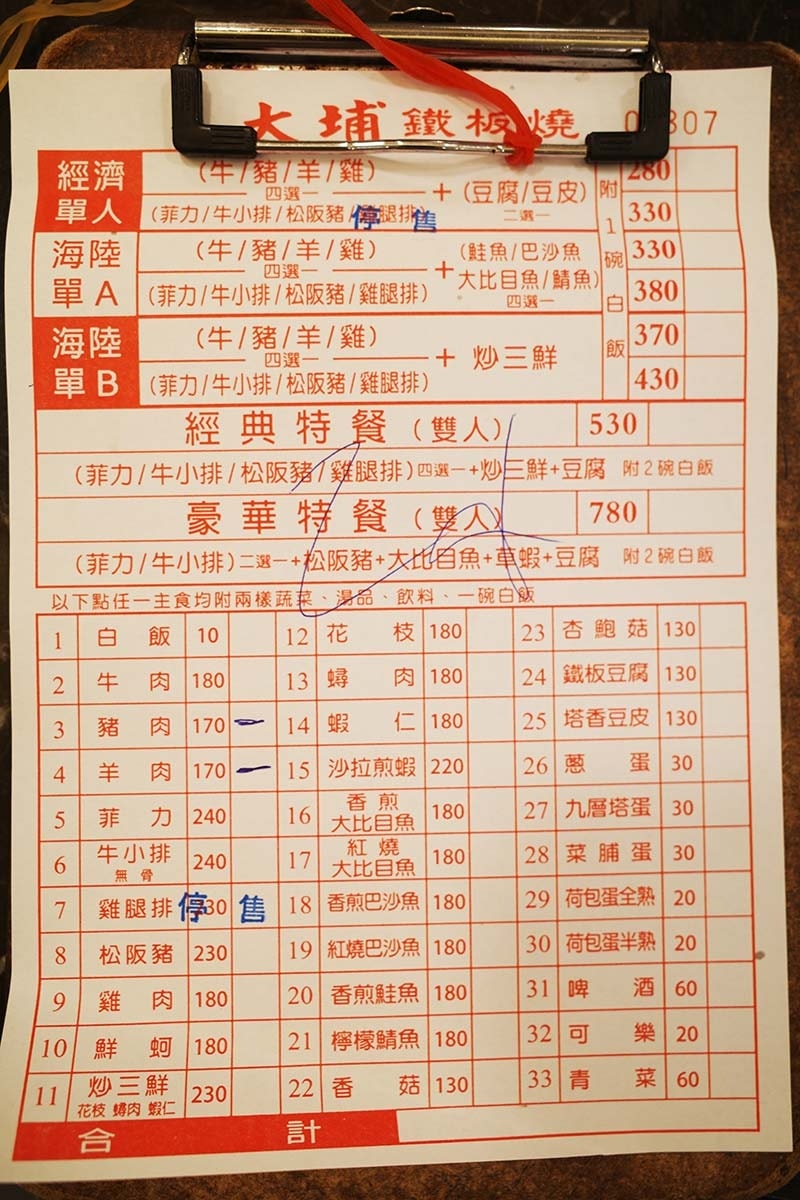 大埔 鐵板燒 0 807
經濟單人 (牛/豬/羊/雞) 四選一 + (豆腐/豆皮) 二選一 附1碗白飯 280
(菲力/牛小排/松阪豬/雞腿排) 停售 330
海陸單A (牛/豬/羊/雞) 四選一 + (鮭魚/巴沙魚 330
(菲力/牛小排/松阪豬/雞腿排) 大比目魚/鯖魚) 四選一 380
海陸單B (牛/豬/羊/雞) 四選一 + 炒三鮮 370
(菲力/牛小排/松阪豬/雞腿排) 430
經典特餐(雙人) 530
(菲力/牛小排/松阪豬/雞腿排)四選一+炒三鮮+豆腐 附2碗白飯
豪華特餐(雙人) 780
(菲力/牛小排)二選一+松阪豬+大比目魚+草蝦+豆腐 附2碗白飯
以下點任一主食均附兩樣蔬菜、湯品、飲料、一碗白飯
1 白飯 10 12 花枝 180 23 杏鮑菇 130
2 牛肉 180 13 蟳肉 180 24 鐵板豆腐 130
3 豬肉 170 14 蝦仁 180 25 塔香豆皮 130
4 羊肉 170 15 沙拉煎蝦 220 26 蔥蛋 30
5 菲力 240 16 香煎大比目魚 180 27 九層塔蛋 30
6 牛小排 無骨 240 17 紅燒大比目魚 180 28 菜脯蛋 30
7 雞腿排 停售 18 香煎巴沙魚 180 29 荷包蛋全熟 20
8 松阪豬 230 19 紅燒巴沙魚 180 30 荷包蛋半熟 20
9 雞肉 180 20 香煎鮭魚 180 31 啤酒 60
10 鮮蚵 180 21 檸檬鯖魚 180 32 可樂 20
11 炒三鮮 花枝 蟳肉 蝦仁 230 22 香菇 130 33 青菜 60
合計